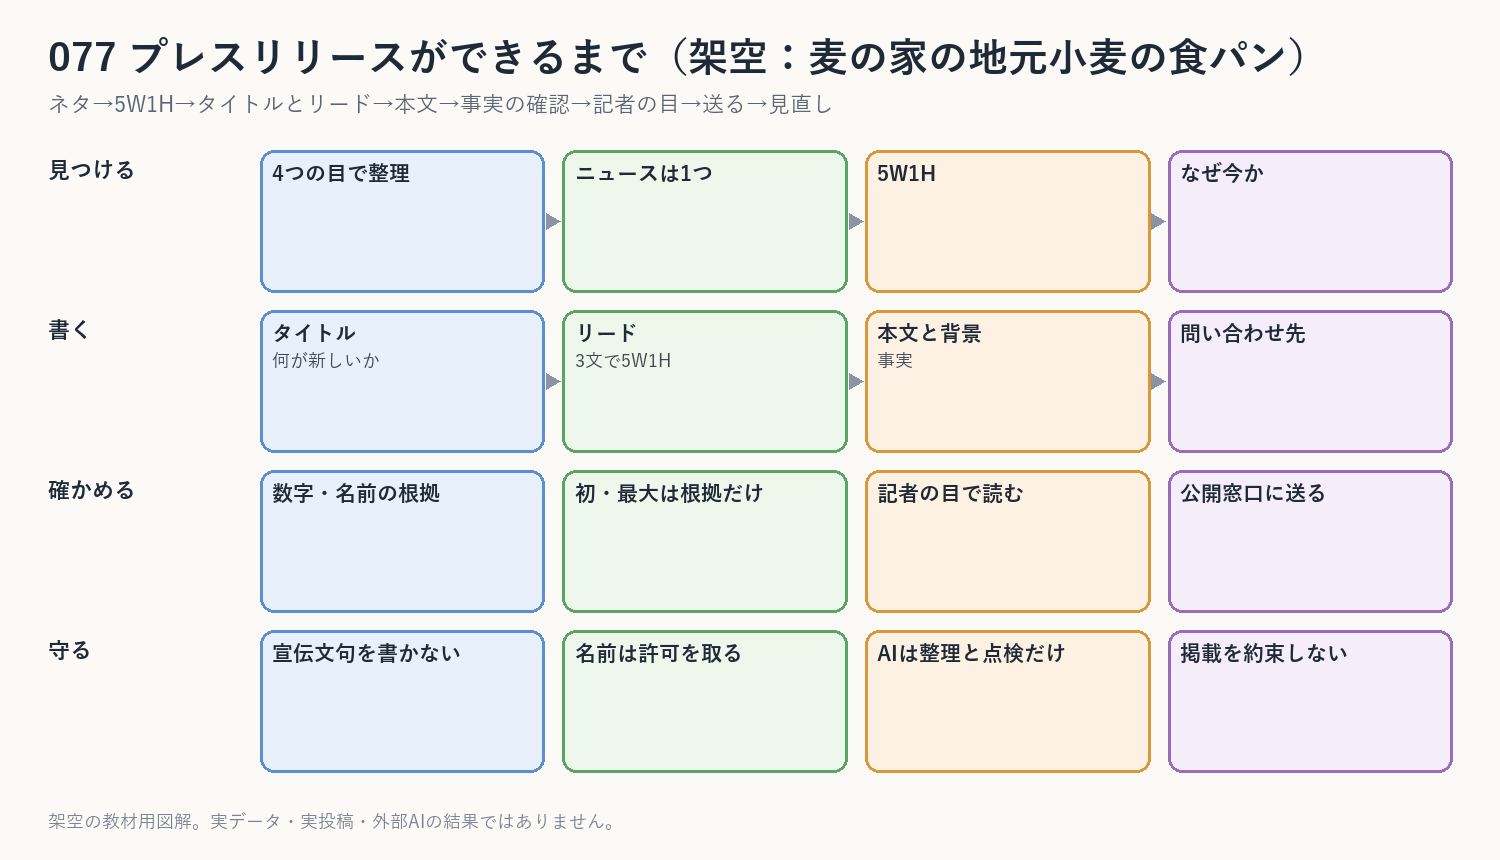 077 プレスリリースができるまで（架空：麦の家の地元小麦の食パン）
ネタ→5W1H→タイトルとリード→本文→事実の確認→記者の目→送る→見直し
見つける
4つの目で整理
ニュースは1つ
5W1H
なぜ今か
書く
タイトル
何が新しいか
リード
3文で5W1H
本文と背景
事実
問い合わせ先
確かめる
数字・名前の根拠
初・最大は根拠だけ
記者の目で読む
公開窓口に送る
守る
宣伝文句を書かない
名前は許可を取る
AIは整理と点検だけ
掲載を約束しない
架空の教材用図解。実データ・実投稿・外部AIの結果ではありません。